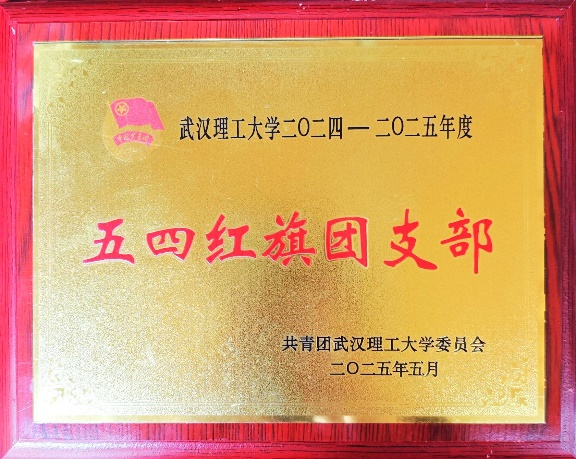 武汉理工大学二〇二四—二〇二五年度
五四红旗团支部
共青团武汉理工大学委员会
二〇二五年五月